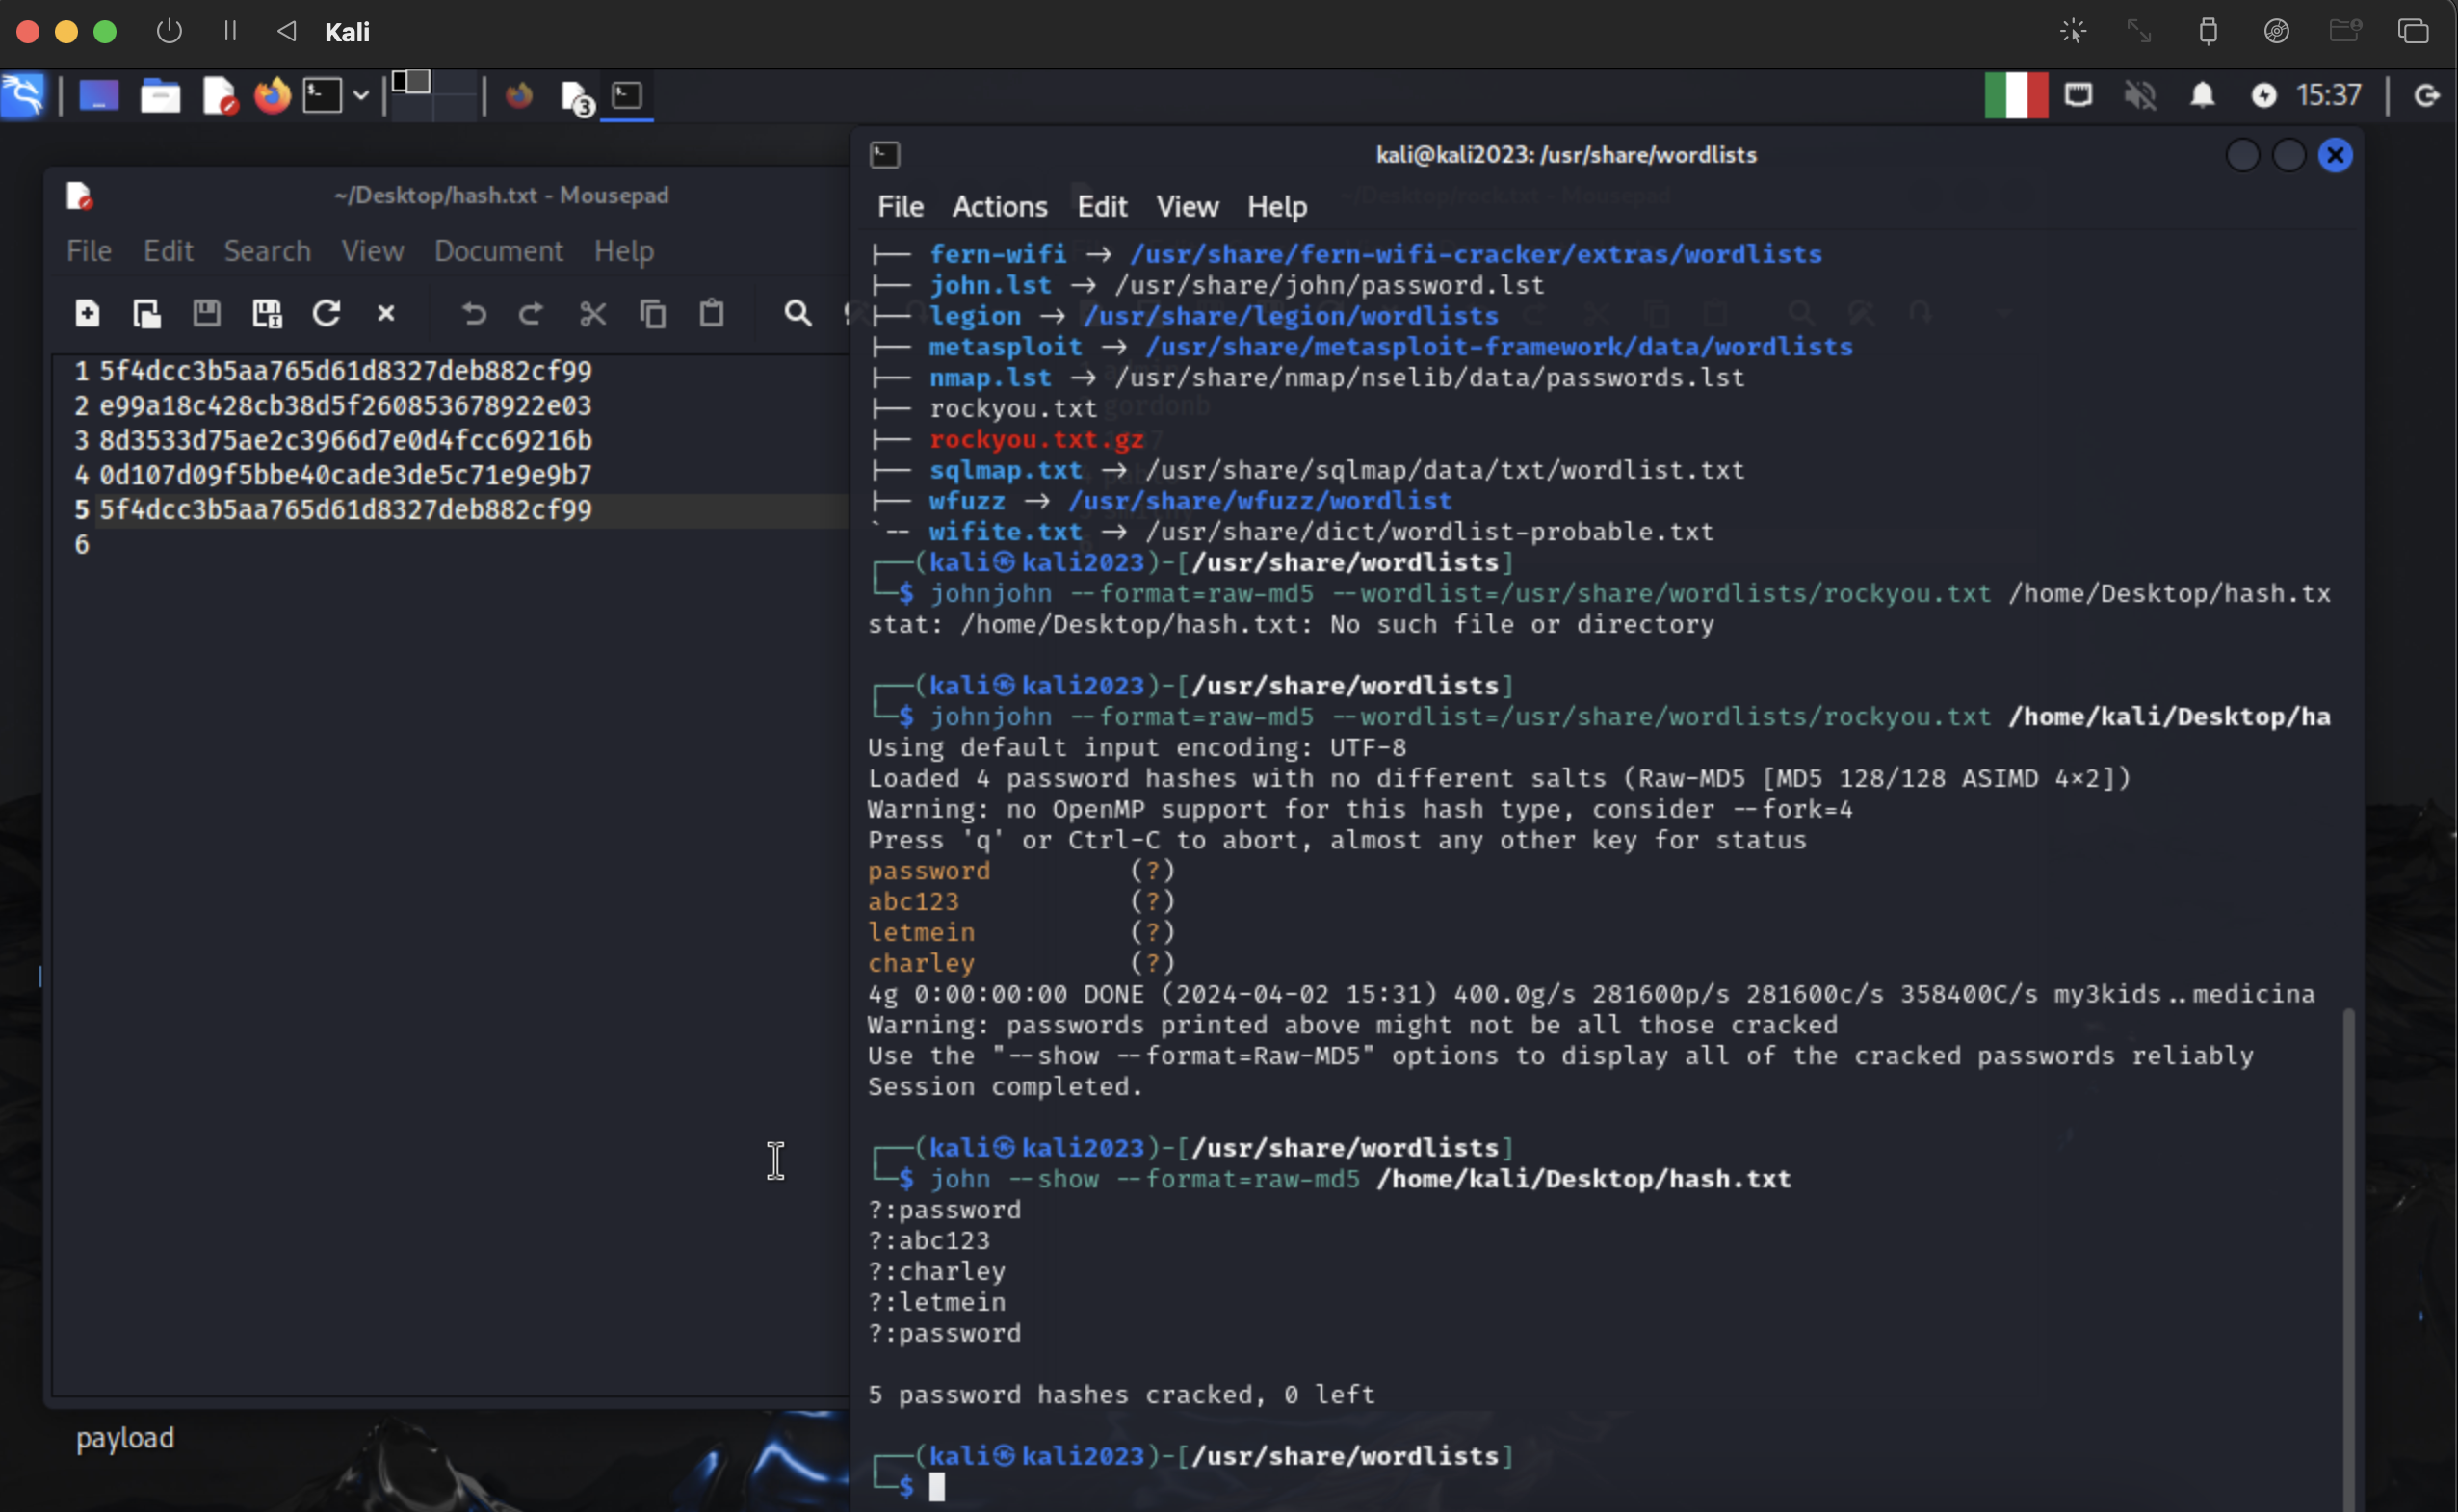 Kali
3
15:37
~/Desktop/hash.txt - Mousepad
File Edit Search View Document Help
1 5f4dcc3b5aa765d61d8327deb882cf99
2 e99a18c428cb38d5f260853678922e03
3 8d3533d75ae2c3966d7e0d4fcc69216b
4 0d107d09f5bbe40cade3de5c71e9e9b7
5 5f4dcc3b5aa765d61d8327deb882cf99
6
payload
kali@kali2023: /usr/share/wordlists
~/Desktop/rock.txt - Mousepad
File Actions Edit View Help
├── fern-wifi → /usr/share/fern-wifi-cracker/extras/wordlists
├── john.lst → /usr/share/john/password.lst
├── legion → /usr/share/legion/wordlists
├── metasploit → /usr/share/metasploit-framework/data/wordlists
├── nmap.lst → /usr/share/nmap/nselib/data/passwords.lst
├── rockyou.txt
gordonb
├── rockyou.txt.gz
├── sqlmap.txt → /usr/share/sqlmap/data/txt/wordlist.txt
├── wfuzz → /usr/share/wfuzz/wordlist
`-- wifite.txt → /usr/share/dict/wordlist-probable.txt
┌──(kali㉿kali2023)-[/usr/share/wordlists]
└─$ johnjohn --format=raw-md5 --wordlist=/usr/share/wordlists/rockyou.txt /home/Desktop/hash.tx
stat: /home/Desktop/hash.txt: No such file or directory
┌──(kali㉿kali2023)-[/usr/share/wordlists]
└─$ johnjohn --format=raw-md5 --wordlist=/usr/share/wordlists/rockyou.txt /home/kali/Desktop/ha
Using default input encoding: UTF-8
Loaded 4 password hashes with no different salts (Raw-MD5 [MD5 128/128 ASIMD 4×2])
Warning: no OpenMP support for this hash type, consider --fork=4
Press 'q' or Ctrl-C to abort, almost any other key for status
password (?)
abc123 (?)
letmein (?)
charley (?)
4g 0:00:00:00 DONE (2024-04-02 15:31) 400.0g/s 281600p/s 281600c/s 358400C/s my3kids..medicina
Warning: passwords printed above might not be all those cracked
Use the "--show --format=Raw-MD5" options to display all of the cracked passwords reliably
Session completed.
┌──(kali㉿kali2023)-[/usr/share/wordlists]
└─$ john --show --format=raw-md5 /home/kali/Desktop/hash.txt
?:password
?:abc123
?:charley
?:letmein
?:password
5 password hashes cracked, 0 left
┌──(kali㉿kali2023)-[/usr/share/wordlists]
└─$